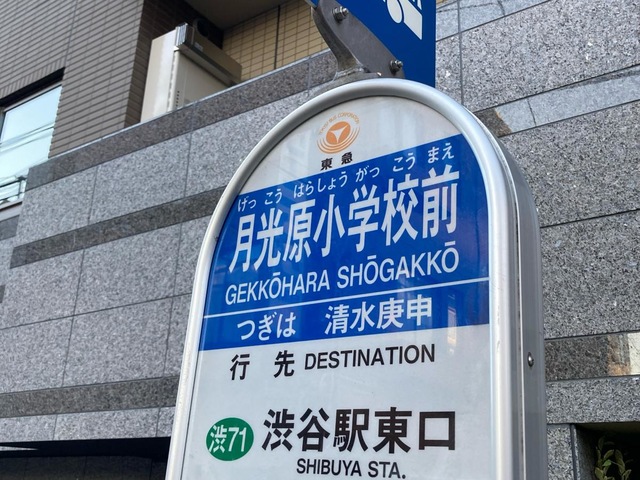 東急
げっこうはらしょうがっこうまえ
月光原小学校前
GEKKŌHARA SHŌGAKKŌ
つぎは 清水庚申
行先 DESTINATION
渋71 渋谷駅東口
SHIBUYA STA.